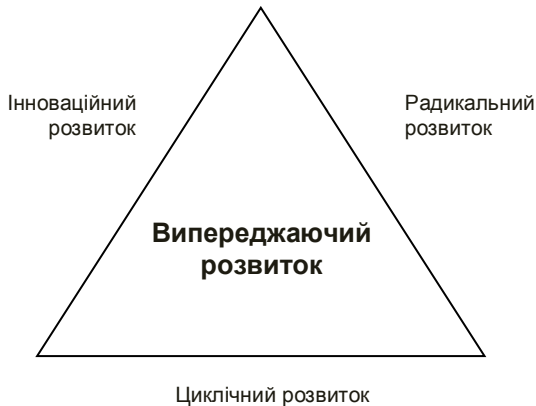 Інноваційний
розвиток
Радикальний
розвиток
Випереджаючий
розвиток
Циклічний розвиток